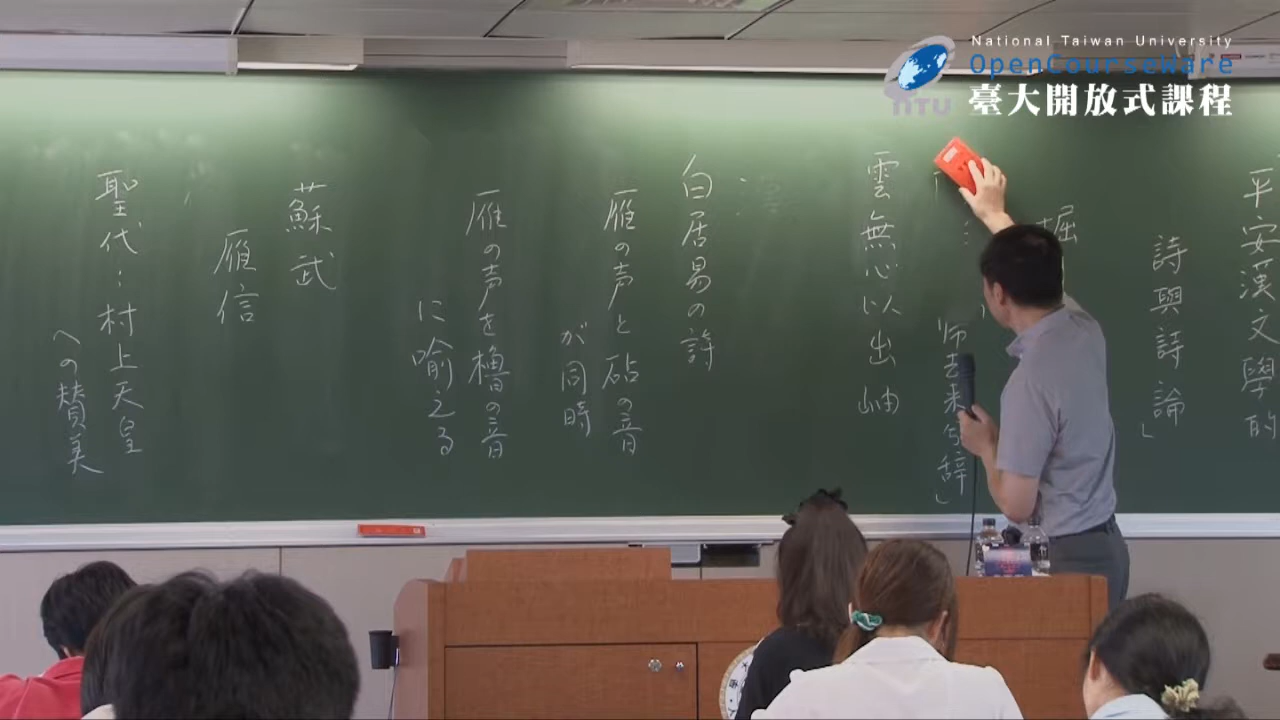 National Taiwan University
OpenCourseWare
臺大開放式課程
NTU
平安漢文學的
詩與詩論」
堀
帰去来兮辞」
雲無心以出岫
白居易の詩
雁の声と砧の音
が同時
雁の声を櫓の音
に喩える
蘇武
雁信
聖代:村上天皇
への賛美